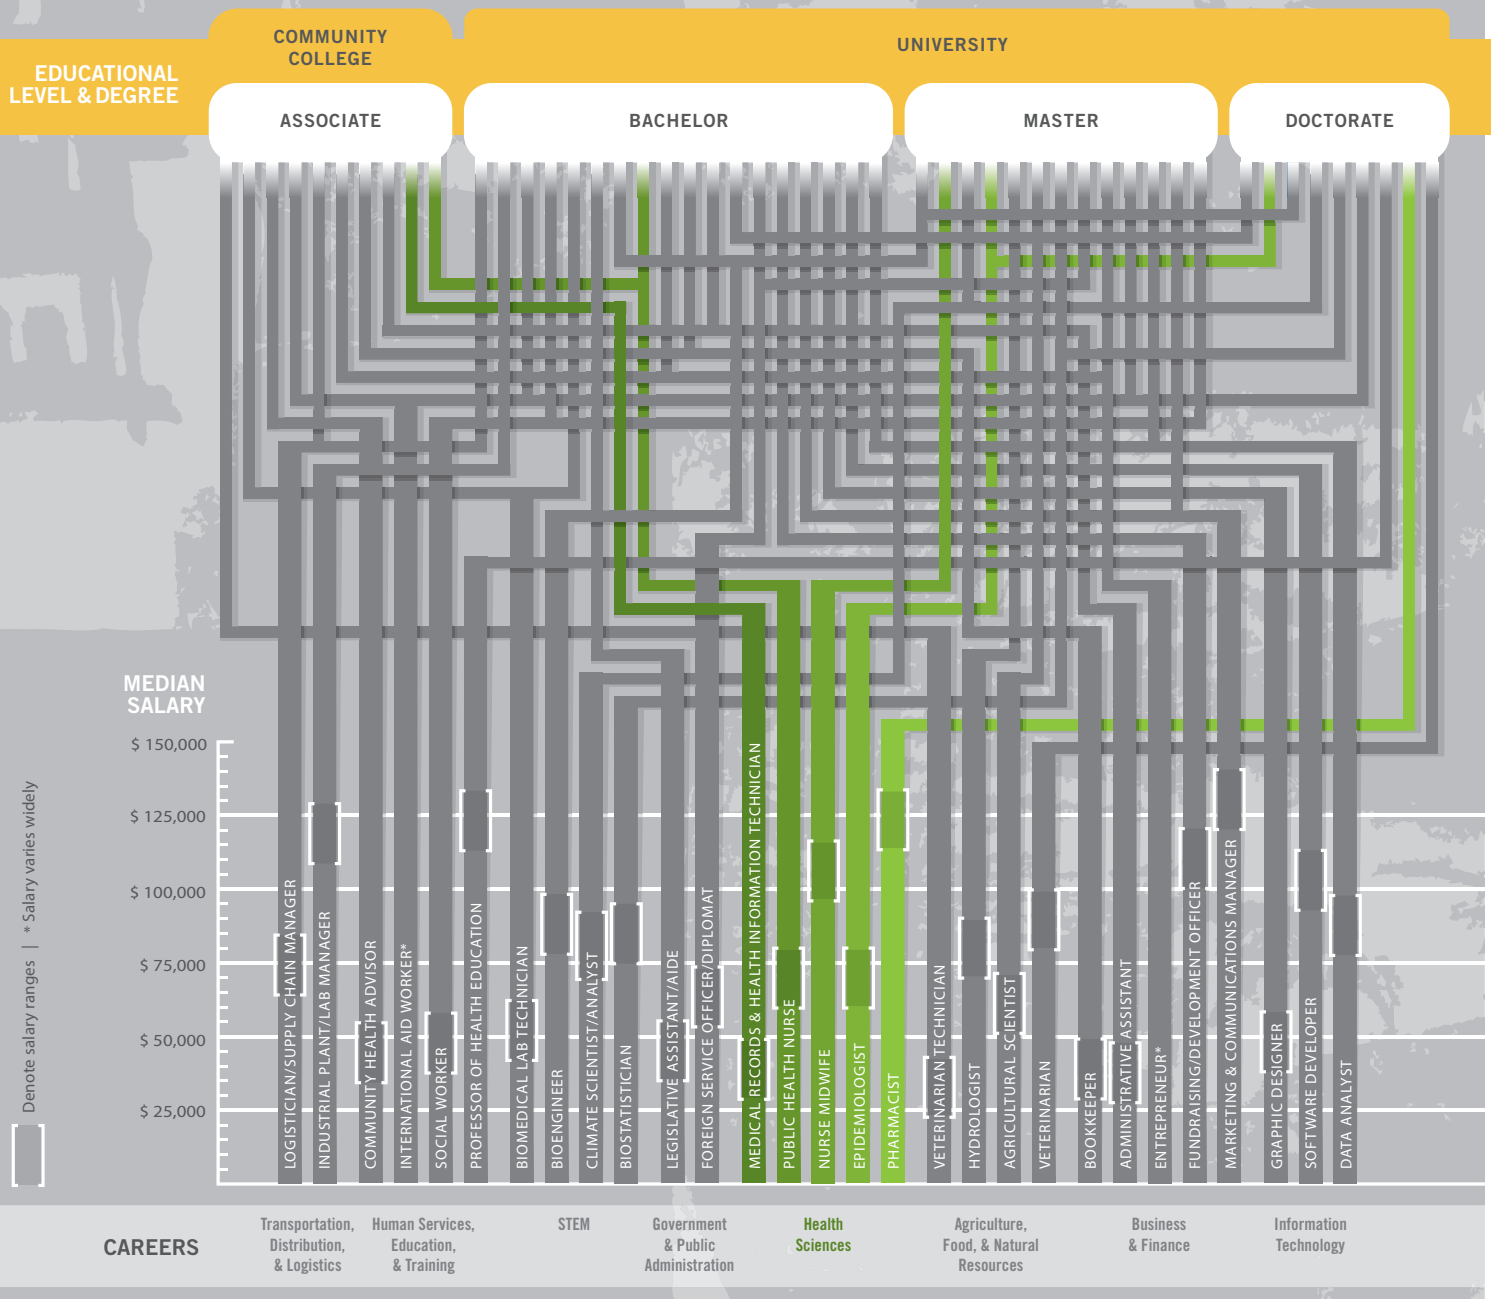 COMMUNITY
COLLEGE
UNIVERSITY
EDUCATIONAL
LEVEL & DEGREE
ASSOCIATE
BACHELOR
MASTER
DOCTORATE
MEDIAN
SALARY
$ 150,000
$ 125,000
$ 100,000
$ 75,000
$ 50,000
$ 25,000
Denote salary ranges | * Salary varies widely
LOGISTICIAN/SUPPLY CHAIN MANAGER
INDUSTRIAL PLANT/LAB MANAGER
COMMUNITY HEALTH ADVISOR
INTERNATIONAL AID WORKER*
SOCIAL WORKER
PROFESSOR OF HEALTH EDUCATION
BIOMEDICAL LAB TECHNICIAN
BIOENGINEER
CLIMATE SCIENTIST/ANALYST
BIOSTATISTICIAN
LEGISLATIVE ASSISTANT/AIDE
FOREIGN SERVICE OFFICER/DIPLOMAT
MEDICAL RECORDS & HEALTH INFORMATION TECHNICIAN
PUBLIC HEALTH NURSE
NURSE MIDWIFE
EPIDEMIOLOGIST
PHARMACIST
VETERINARIAN TECHNICIAN
HYDROLOGIST
AGRICULTURAL SCIENTIST
VETERINARIAN
BOOKKEEPER
ADMINISTRATIVE ASSISTANT
ENTREPRENEUR*
FUNDRAISING/DEVELOPMENT OFFICER
MARKETING & COMMUNICATIONS MANAGER
GRAPHIC DESIGNER
SOFTWARE DEVELOPER
DATA ANALYST
CAREERS
Transportation,
Distribution,
& Logistics
Human Services,
Education,
& Training
STEM
Government
& Public
Administration
Health
Sciences
Agriculture,
Food, & Natural
Resources
Business
& Finance
Information
Technology